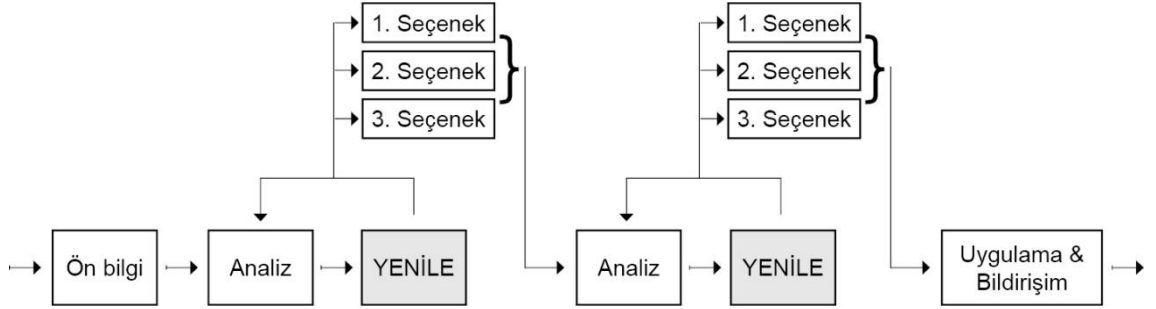 1. Seçenek
2. Seçenek
3. Seçenek
1. Seçenek
2. Seçenek
3. Seçenek
Ön bilgi
Analiz
YENİLE
Analiz
YENİLE
Uygulama &
Bildirişim